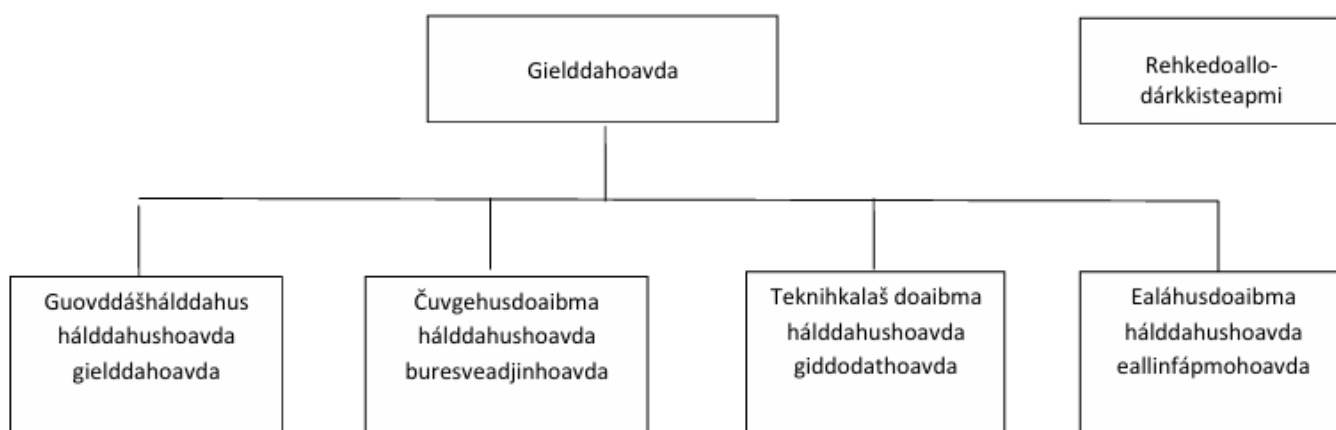 Gielddahoavda
Rehkedoallo-
dárkkisteapmi
Guovddášhálddahus
hálddahushoavda
gielddahoavda
Čuvgehusdoaibma
hálddahushoavda
buresveadjinhoavda
Teknihkalaš doaibma
hálddahushoavda
giddodathoavda
Ealáhusdoaibma
hálddahushoavda
eallinfápmohoavda